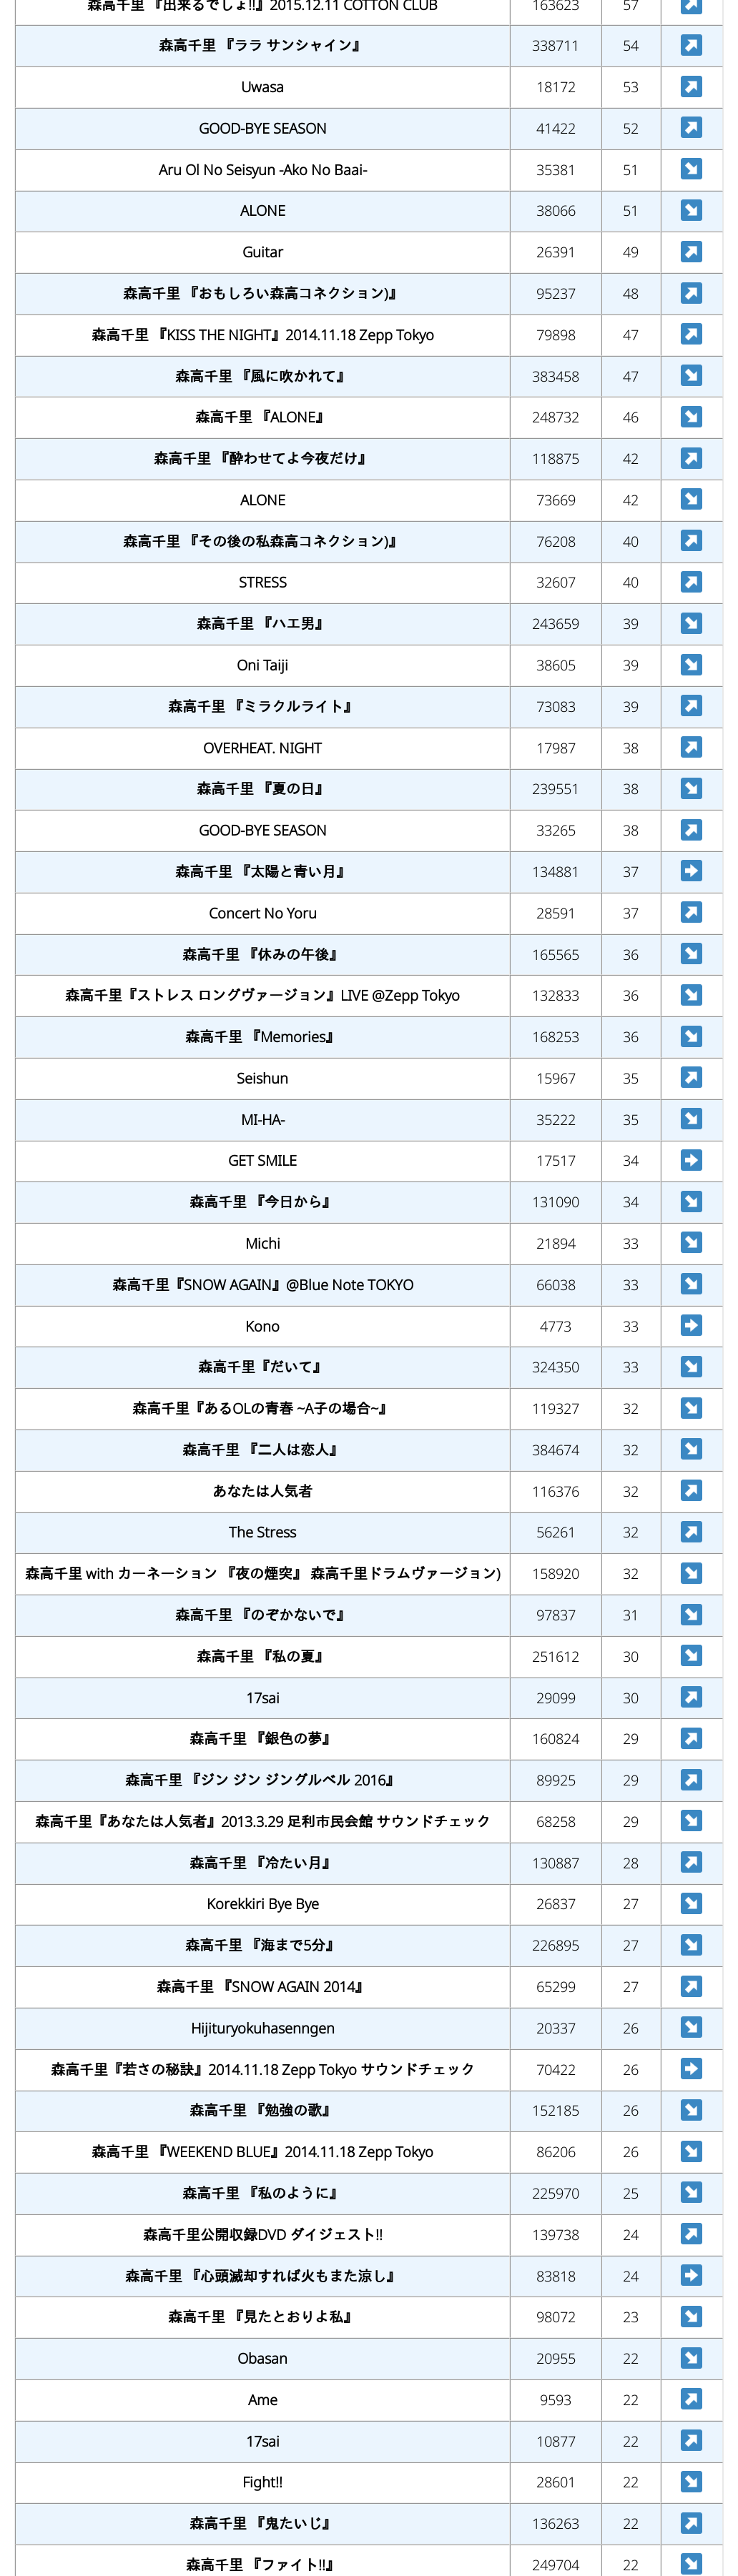 森高千里 『出来るでしょ!!』2015.12.11 COTTON CLUB 163623 57 ↗
森高千里 『ララ サンシャイン』 338711 54 ↗
Uwasa 18172 53 ↗
GOOD-BYE SEASON 41422 52 ↗
Aru Ol No Seisyun -Ako No Baai- 35381 51 ↘
ALONE 38066 51 ↘
Guitar 26391 49 ↗
森高千里 『おもしろい森高コネクション)』 95237 48 ↗
森高千里 『KISS THE NIGHT』2014.11.18 Zepp Tokyo 79898 47 ↗
森高千里 『風に吹かれて』 383458 47 ↘
森高千里 『ALONE』 248732 46 ↘
森高千里 『酔わせてよ今夜だけ』 118875 42 ↗
ALONE 73669 42 ↘
森高千里 『その後の私森高コネクション)』 76208 40 ↗
STRESS 32607 40 ↗
森高千里 『ハエ男』 243659 39 ↘
Oni Taiji 38605 39 ↘
森高千里 『ミラクルライト』 73083 39 ↗
OVERHEAT. NIGHT 17987 38 ↗
森高千里 『夏の日』 239551 38 ↘
GOOD-BYE SEASON 33265 38 ↗
森高千里 『太陽と青い月』 134881 37 ➡
Concert No Yoru 28591 37 ↗
森高千里 『休みの午後』 165565 36 ↘
森高千里『ストレス ロングヴァージョン』LIVE @Zepp Tokyo 132833 36 ↘
森高千里 『Memories』 168253 36 ↘
Seishun 15967 35 ↗
MI-HA- 35222 35 ↘
GET SMILE 17517 34 ➡
森高千里 『今日から』 131090 34 ↘
Michi 21894 33 ↘
森高千里『SNOW AGAIN』@Blue Note TOKYO 66038 33 ↘
Kono 4773 33 ➡
森高千里『だいて』 324350 33 ↘
森高千里『あるOLの青春 ~A子の場合~』 119327 32 ↘
森高千里 『二人は恋人』 384674 32 ↘
あなたは人気者 116376 32 ↗
The Stress 56261 32 ↗
森高千里 with カーネーション 『夜の煙突』 森高千里ドラムヴァージョン) 158920 32 ↘
森高千里 『のぞかないで』 97837 31 ↘
森高千里 『私の夏』 251612 30 ↘
17sai 29099 30 ↗
森高千里 『銀色の夢』 160824 29 ↗
森高千里 『ジン ジン ジングルベル 2016』 89925 29 ↗
森高千里『あなたは人気者』2013.3.29 足利市民会館 サウンドチェック 68258 29 ↘
森高千里 『冷たい月』 130887 28 ↗
Korekkiri Bye Bye 26837 27 ↘
森高千里 『海まで5分』 226895 27 ↘
森高千里 『SNOW AGAIN 2014』 65299 27 ↗
Hijituryokuhasenngen 20337 26 ↘
森高千里『若さの秘訣』2014.11.18 Zepp Tokyo サウンドチェック 70422 26 ➡
森高千里 『勉強の歌』 152185 26 ↘
森高千里 『WEEKEND BLUE』2014.11.18 Zepp Tokyo 86206 26 ↘
森高千里 『私のように』 225970 25 ↘
森高千里公開収録DVD ダイジェスト!! 139738 24 ↗
森高千里 『心頭滅却すれば火もまた涼し』 83818 24 ➡
森高千里 『見たとおりよ私』 98072 23 ↘
Obasan 20955 22 ↘
Ame 9593 22 ↗
17sai 10877 22 ↗
Fight!! 28601 22 ↘
森高千里 『鬼たいじ』 136263 22 ↗
森高千里 『ファイト!!』 249704 22 ↘